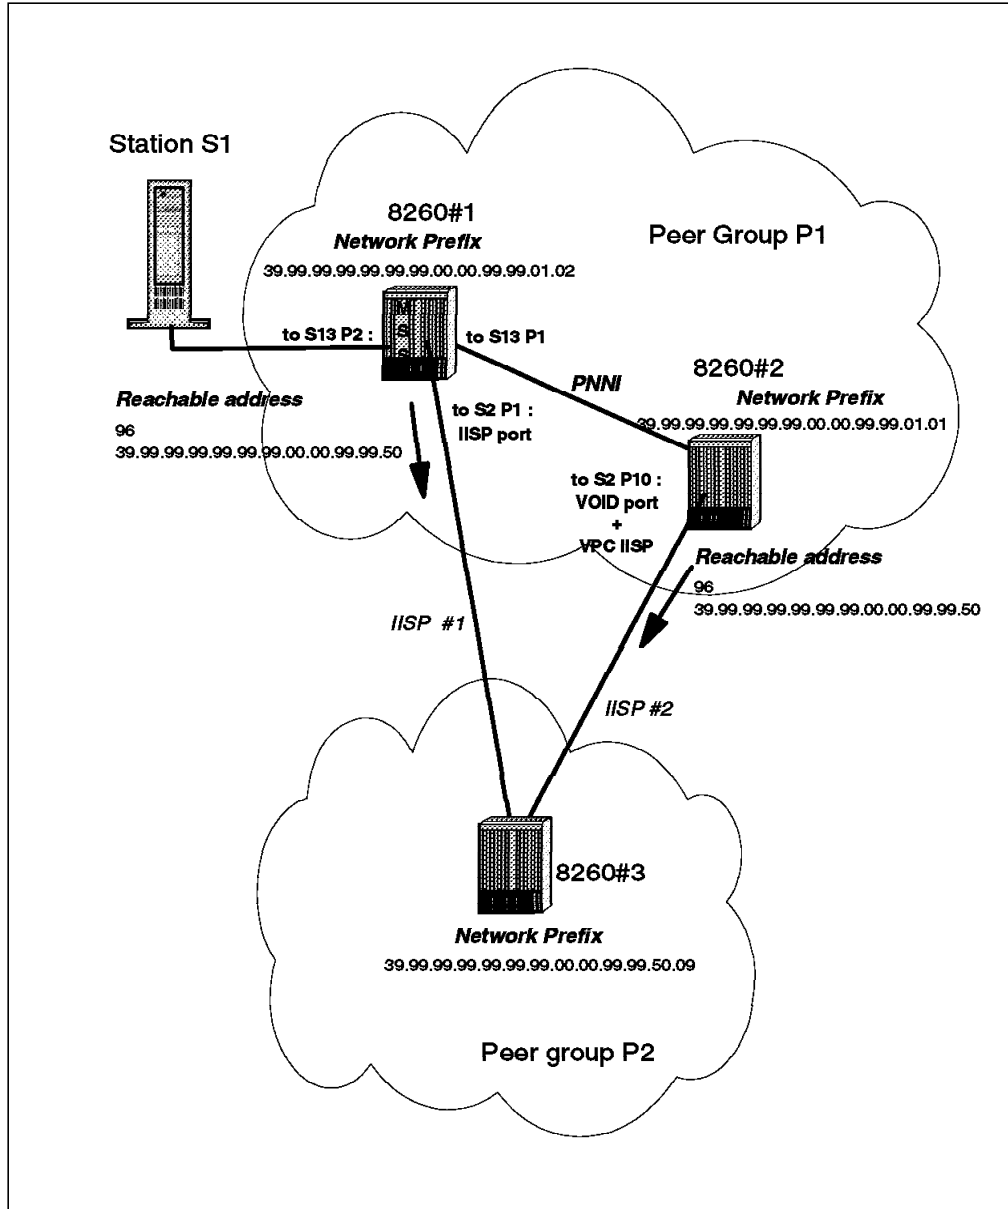 Station S1
8260#1
Network Prefix
39.99.99.99.99.99.99.00.00.99.99.01.02
Peer Group P1
M
S
S
to S13 P2 :
to S13 P1
PNNI
8260#2
Network Prefix
39.99.99.99.99.99.99.00.00.99.99.01.01
Reachable address
96
39.99.99.99.99.99.99.00.00.99.99.50
to S2 P1 :
IISP port
to S2 P10 :
VOID port
+
VPC IISP
Reachable address
96
39.99.99.99.99.99.99.00.00.99.99.50
IISP #1
IISP #2
8260#3
Network Prefix
39.99.99.99.99.99.99.00.00.99.99.50.09
Peer group P2